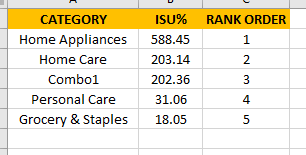 CATEGORY ISU% RANK ORDER
Home Appliances 588.45 1
Home Care 203.14 2
Combo1 202.36 3
Personal Care 31.06 4
Grocery & Staples 18.05 5